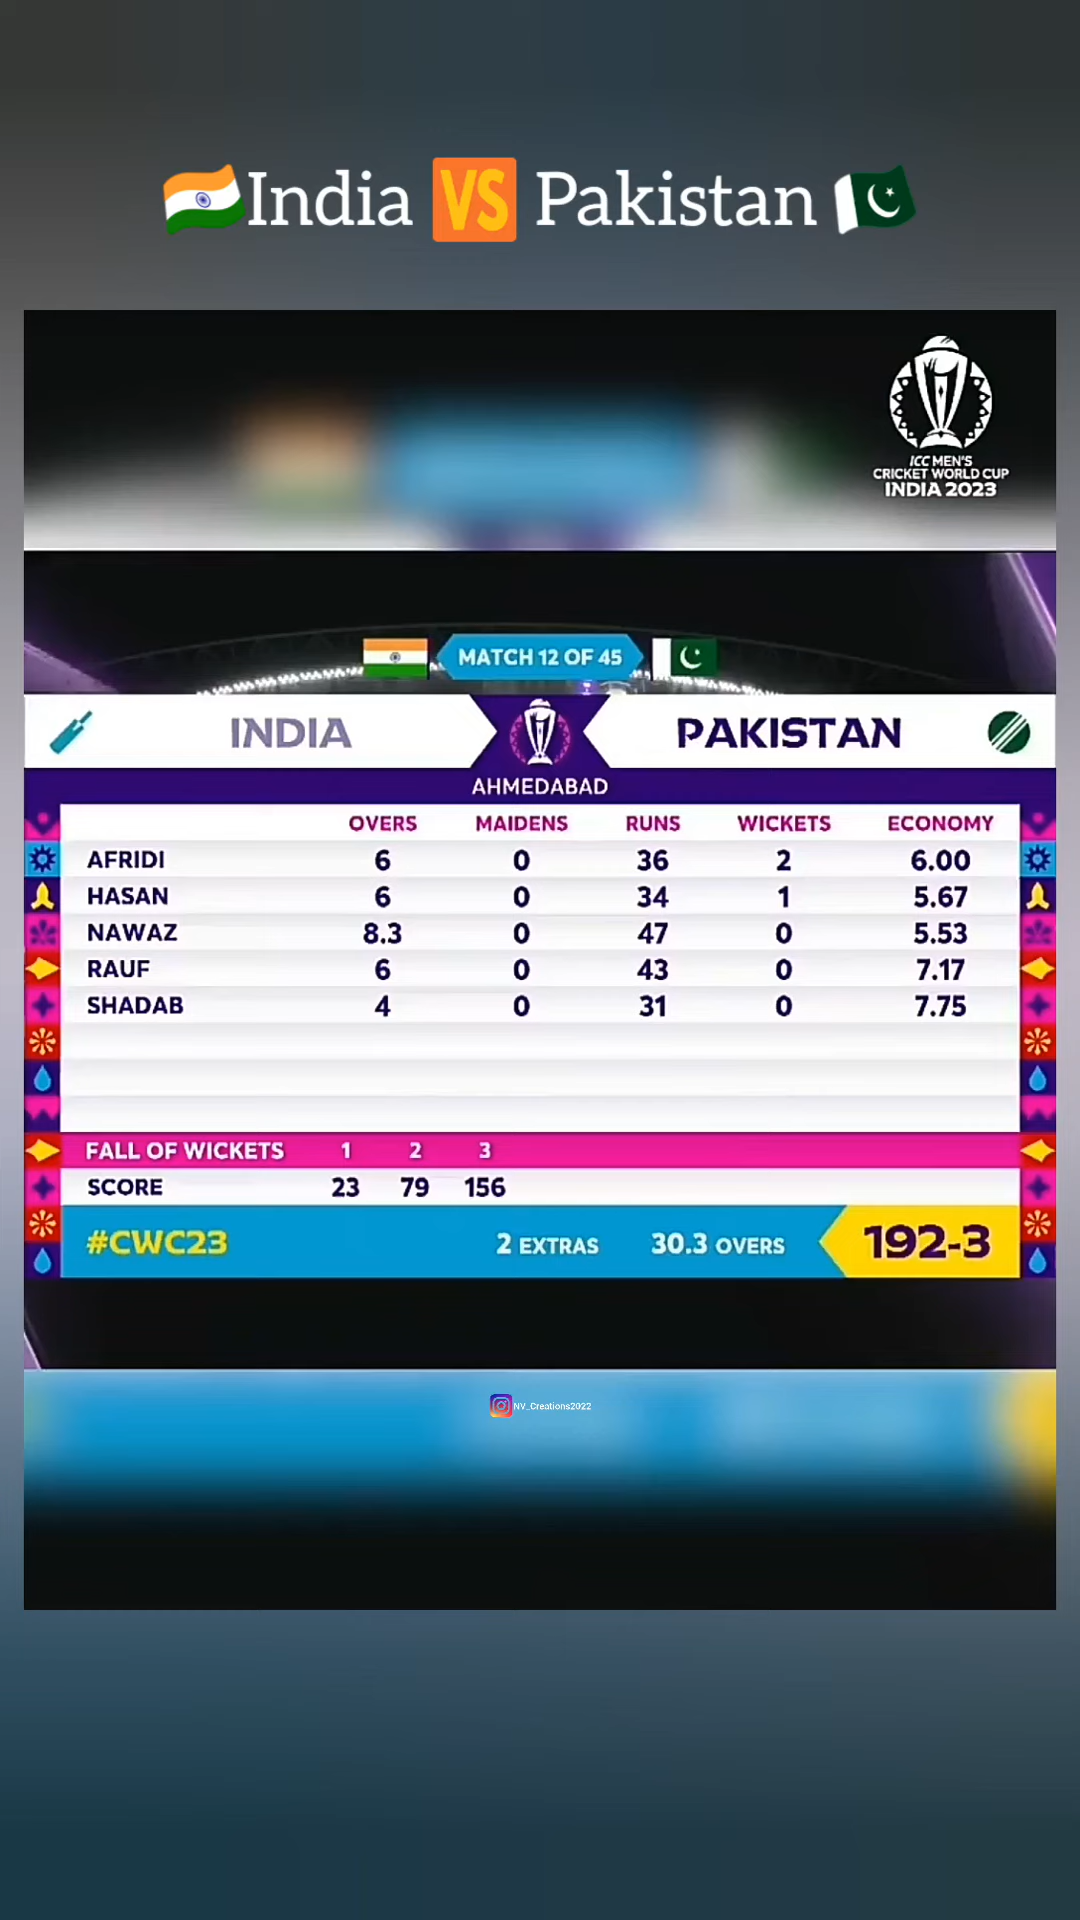 🇮🇳India 🆚 Pakistan 🇵🇰
ICC MEN'S
CRICKET WORLD CUP
INDIA 2023
MATCH 12 OF 45
INDIA PAKISTAN
AHMEDABAD
OVERS MAIDENS RUNS WICKETS ECONOMY
AFRIDI 6 0 36 2 6.00
HASAN 6 0 34 1 5.67
NAWAZ 8.3 0 47 0 5.53
RAUF 6 0 43 0 7.17
SHADAB 4 0 31 0 7.75
FALL OF WICKETS 1 2 3
SCORE 23 79 156
#CWC23 2 EXTRAS 30.3 OVERS 192-3
NV_Creations2022